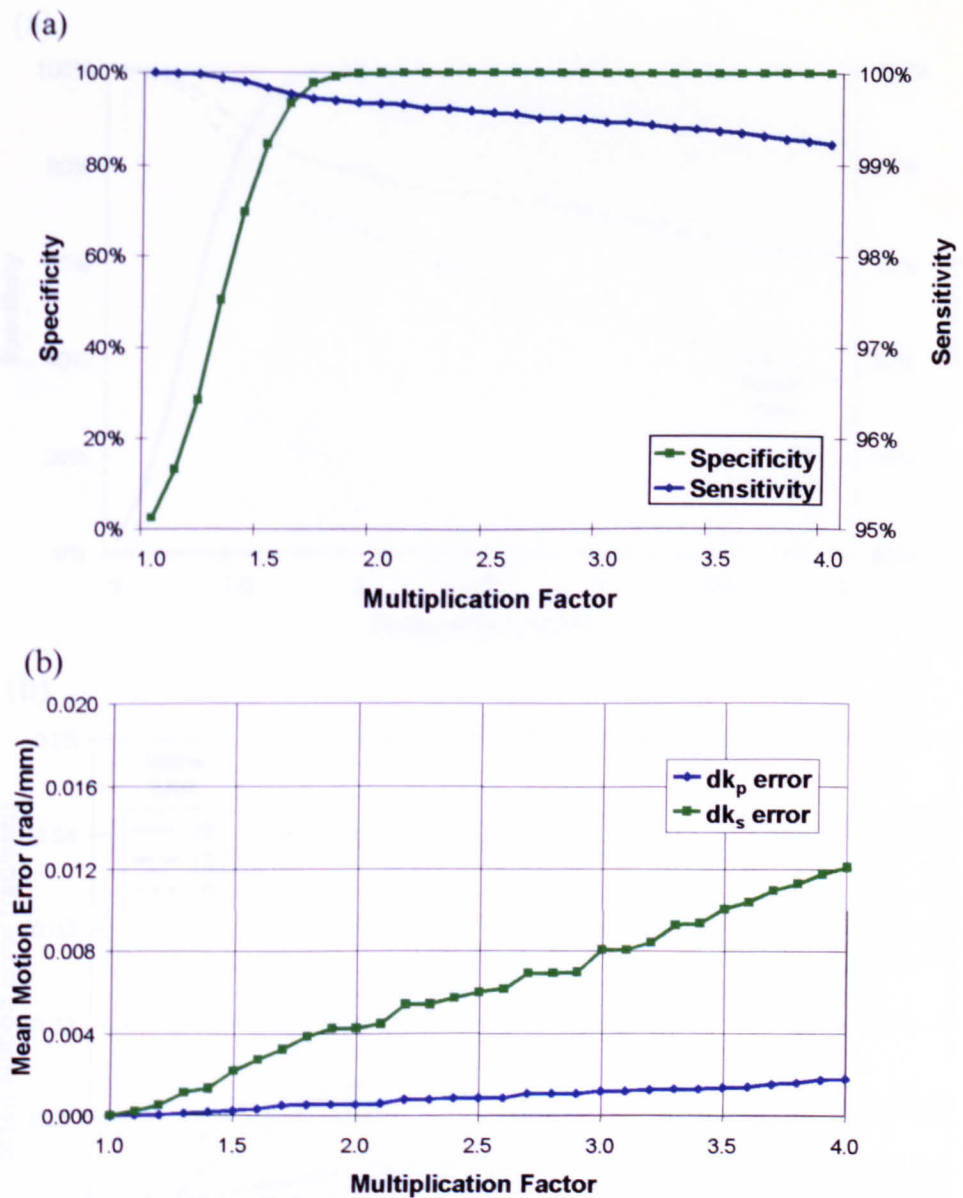 (a)
100%
80%
60%
40%
20%
0%
Specificity
100%
99%
98%
97%
96%
95%
Sensitivity
Specificity
Sensitivity
1.0 1.5 2.0 2.5 3.0 3.5 4.0
Multiplication Factor
(b)
0.020
0.016
0.012
0.008
0.004
0.000
Mean Motion Error (rad/mm)
dkp error
dks error
1.0 1.5 2.0 2.5 3.0 3.5 4.0
Multiplication Factor